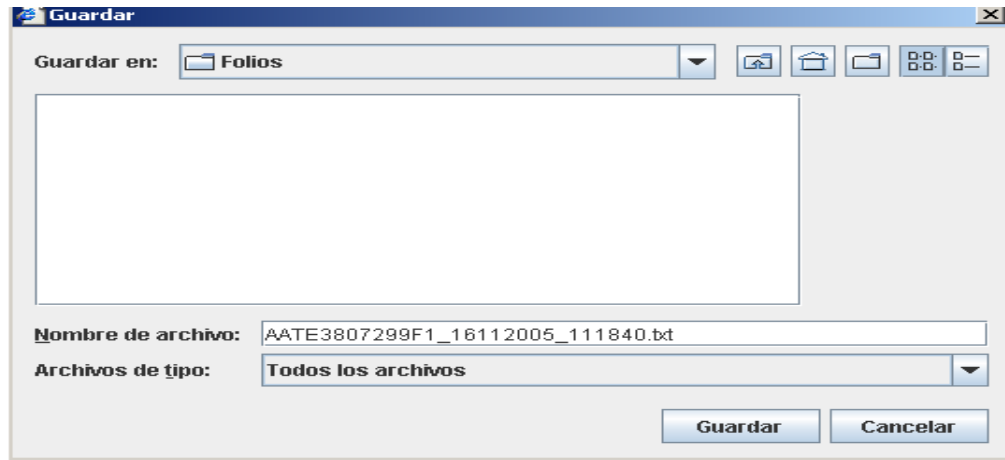 Guardar
Guardar en: Folios
Nombre de archivo: AATE3807299F1_16112005_111840.txt
Archivos de tipo: Todos los archivos
Guardar Cancelar